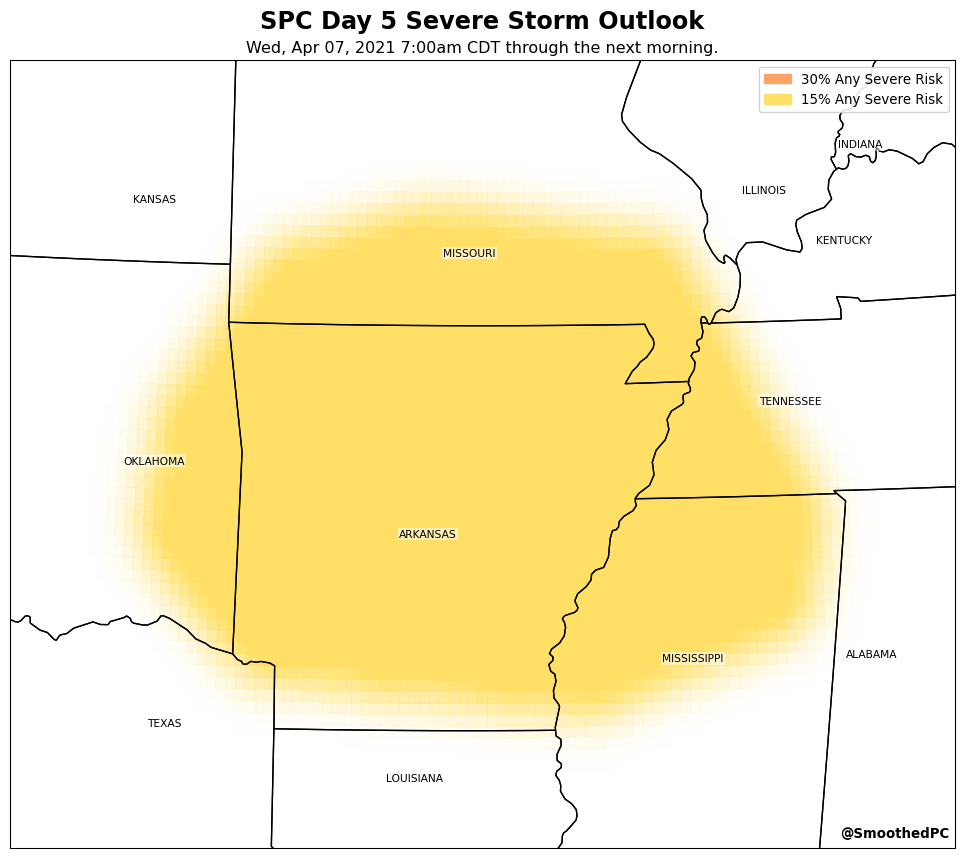 SPC Day 5 Severe Storm Outlook
Wed, Apr 07, 2021 7:00am CDT through the next morning.
30% Any Severe Risk
15% Any Severe Risk
INDIANA
ILLINOIS
KANSAS
KENTUCKY
MISSOURI
TENNESSEE
OKLAHOMA
ARKANSAS
MISSISSIPPI
ALABAMA
TEXAS
LOUISIANA
@SmoothedPC